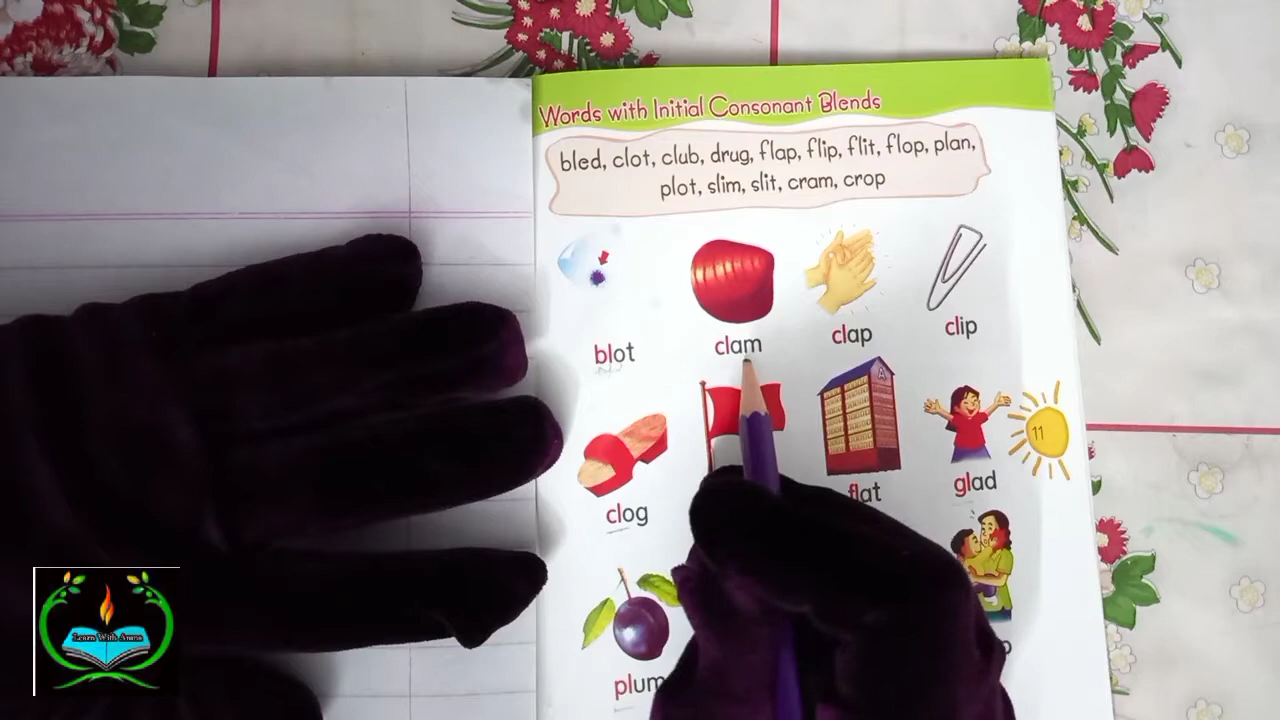 Words with Initial Consonant Blends
bled, clot, club, drug, flap, flip, flit, flop, plan,
plot, slim, slit, cram, crop
blot clam clap clip
A
11
clog flat glad
plum
Learn With Amna